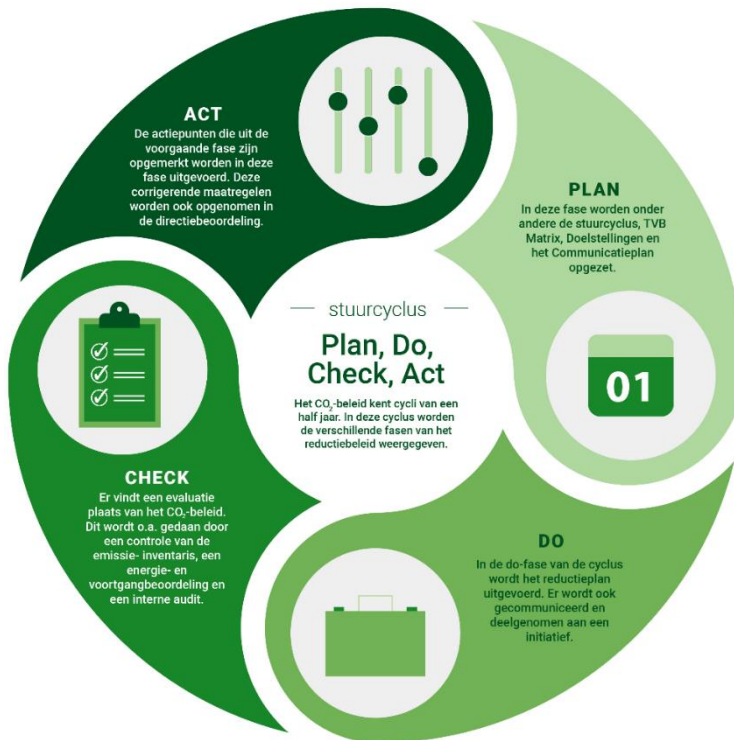 stuurcyclus
Plan, Do,
Check, Act
Het CO₂-beleid kent cycli van een
half jaar. In deze cycli worden
de verschillende fasen van het
reductiebeleid weergegeven.
PLAN
In deze fase worden onder
andere de stuurcyclus, TVB
Matrix, Doelstellingen en
het Communicatieplan
opgezet.
01
DO
In de do-fase van de cyclus
wordt het reductieplan
uitgevoerd. Er wordt ook
gecommuniceerd en
deelgenomen aan een
initiatief.
CHECK
Er vindt een evaluatie
plaats van het CO₂-beleid.
Dit wordt o.a. gedaan door
een controle van de
emissie- inventaris, een
energie- en
voortgangbeoordeling en
een interne audit.
ACT
De actiepunten die uit de
voorgaande fase zijn
opgemerkt worden in deze
fase uitgevoerd. Deze
corrigerende maatregelen
worden ook opgenomen in
de directiebeoordeling.